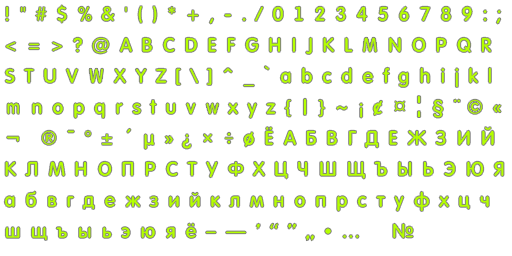 ! " # $ % & ' ( ) * + , - . / 0 1 2 3 4 5 6 7 8 9 : ;
< = > ? @ A B C D E F G H I J K L M N O P Q R
S T U V W X Y Z [ \ ] ^ _ ` a b c d e f g h i j k l
m n o p q r s t u v w x y z { | } ~ ¡ ¢ ¤ ¦ § ¨ © «
¬ ® ¯ ° ± ´ µ » ¿ × ÷ ø Ё А Б В Г Д Е Ж З И Й
К Л М Н О П Р С Т У Ф Х Ц Ч Ш Щ Ъ Ы Ь Э Ю Я
а б в г д е ж з и й к л м н о п р с т у ф х ц ч
ш щ ъ ы ь э ю я ё – — ’ “ ” „ • … №